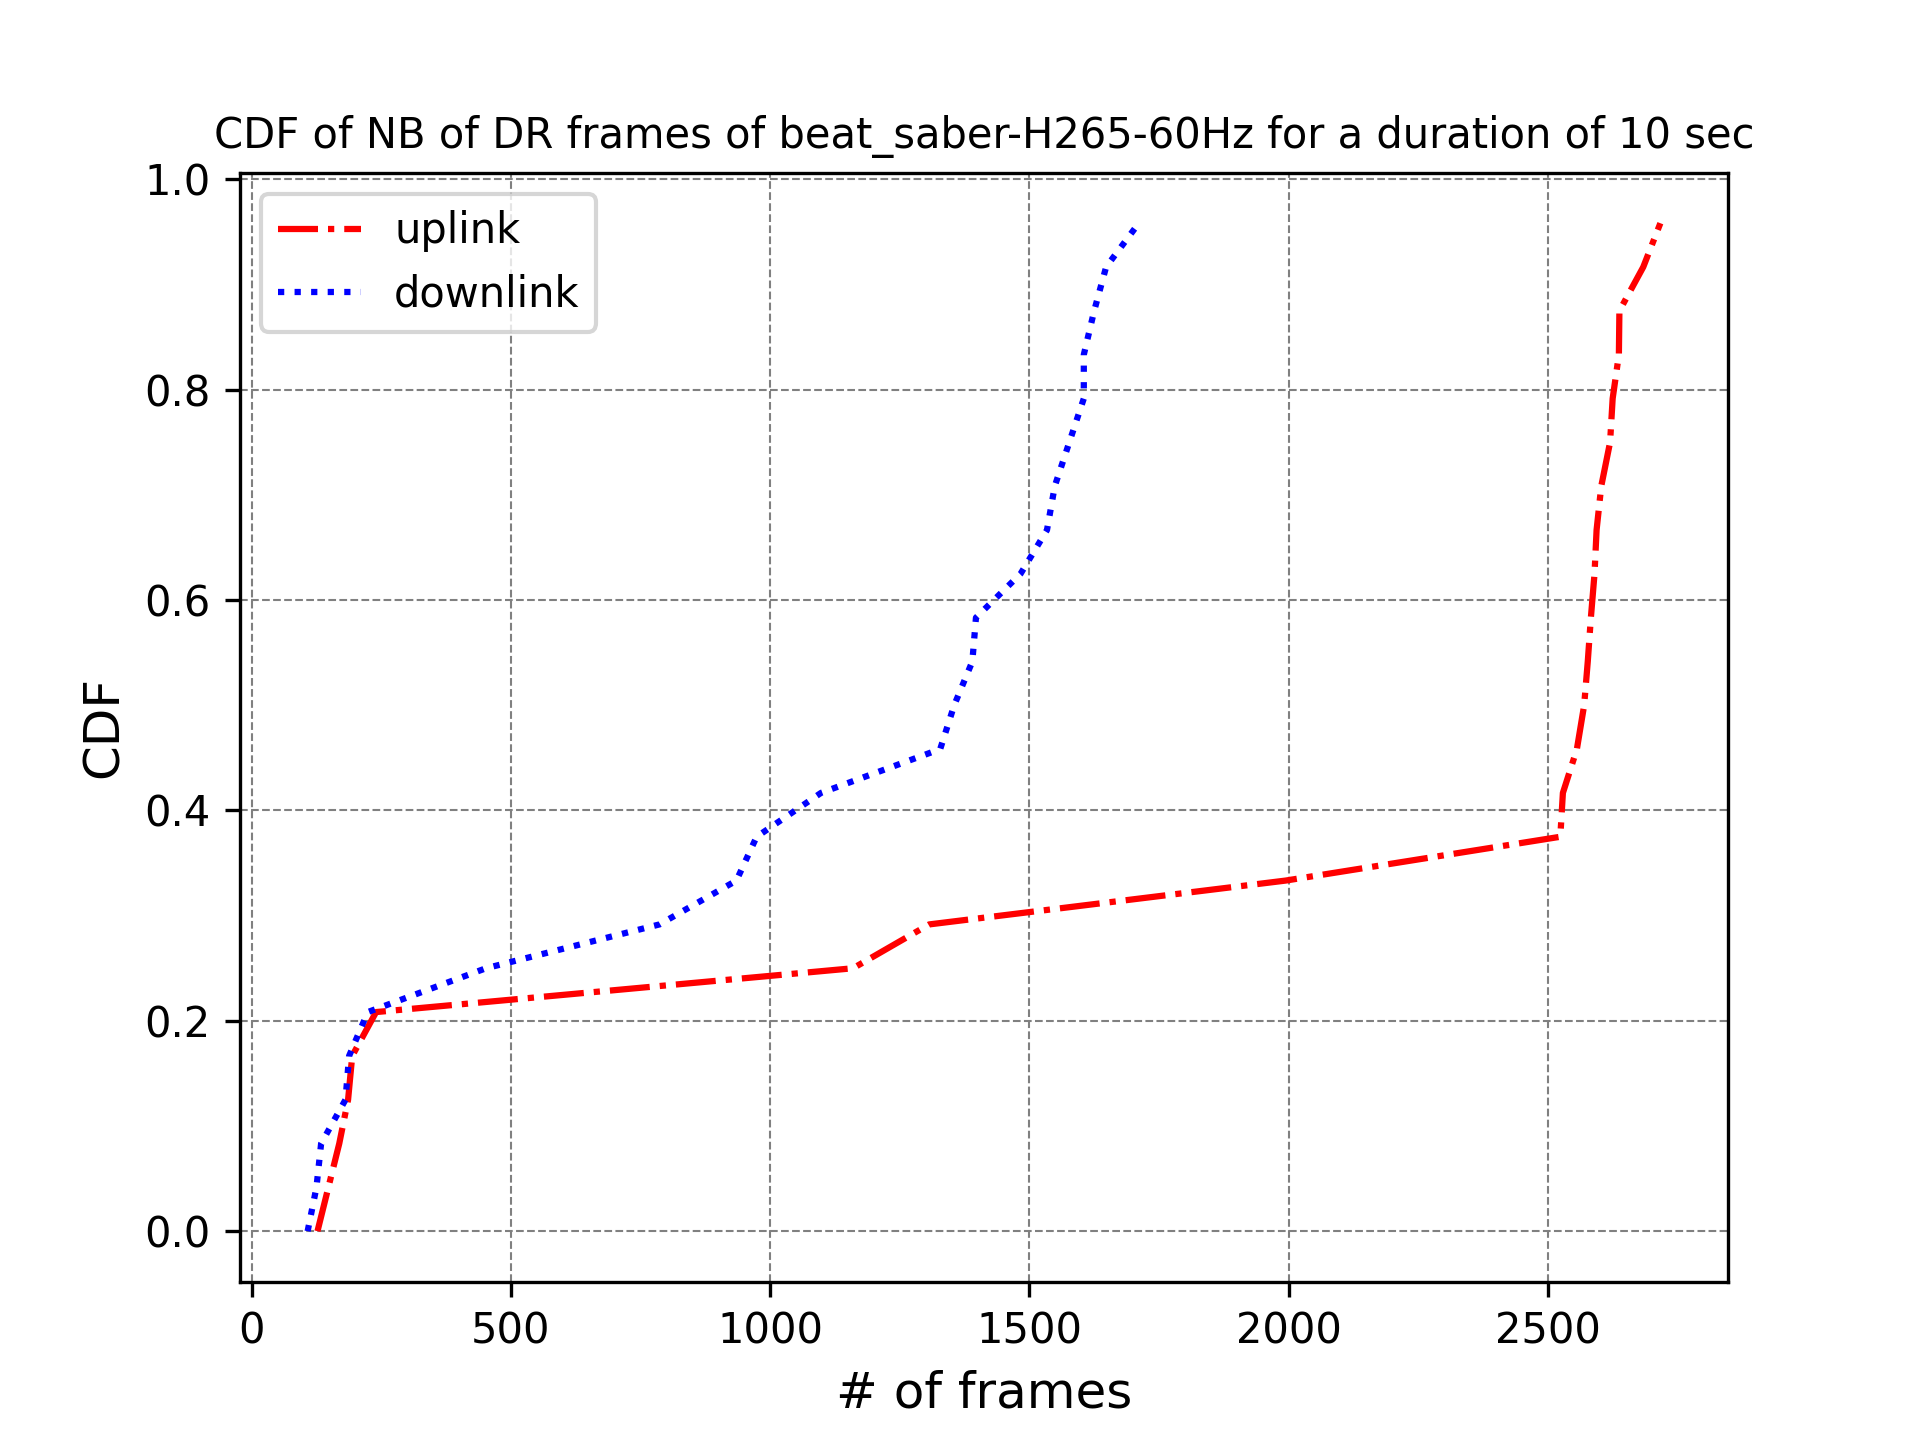 CDF of NB of DR frames of beat_saber-H265-60Hz for a duration of 10 sec
1.0
uplink
downlink
0.8
0.6
CDF
0.4
0.2
0.0
0 500 1000 1500 2000 2500
# of frames